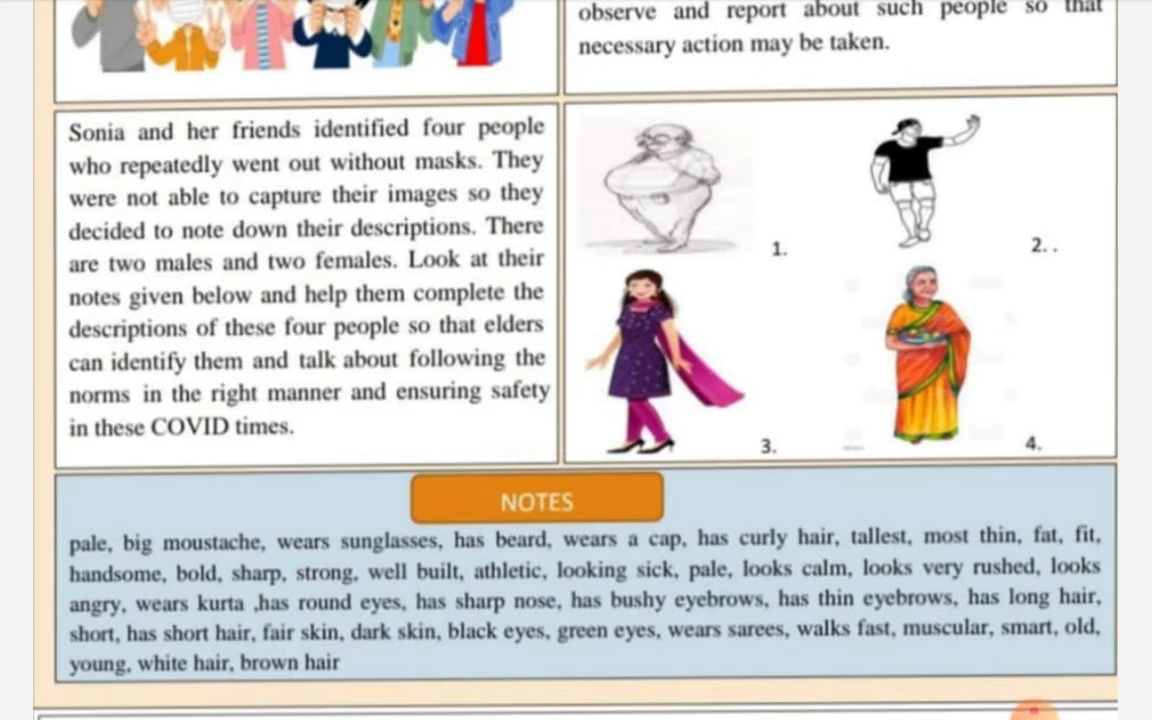 observe and report about such people so that
necessary action may be taken.
Sonia and her friends identified four people
who repeatedly went out without masks. They
were not able to capture their images so they
decided to note down their descriptions. There
are two males and two females. Look at their
notes given below and help them complete the
descriptions of these four people so that elders
can identify them and talk about following the
norms in the right manner and ensuring safety
in these COVID times.
1.
2. .
3.
4.
NOTES
pale, big moustache, wears sunglasses, has beard, wears a cap, has curly hair, tallest, most thin, fat, fit,
handsome, bold, sharp, strong, well built, athletic, looking sick, pale, looks calm, looks very rushed, looks
angry, wears kurta ,has round eyes, has sharp nose, has bushy eyebrows, has thin eyebrows, has long hair,
short, has short hair, fair skin, dark skin, black eyes, green eyes, wears sarees, walks fast, muscular, smart, old,
young, white hair, brown hair